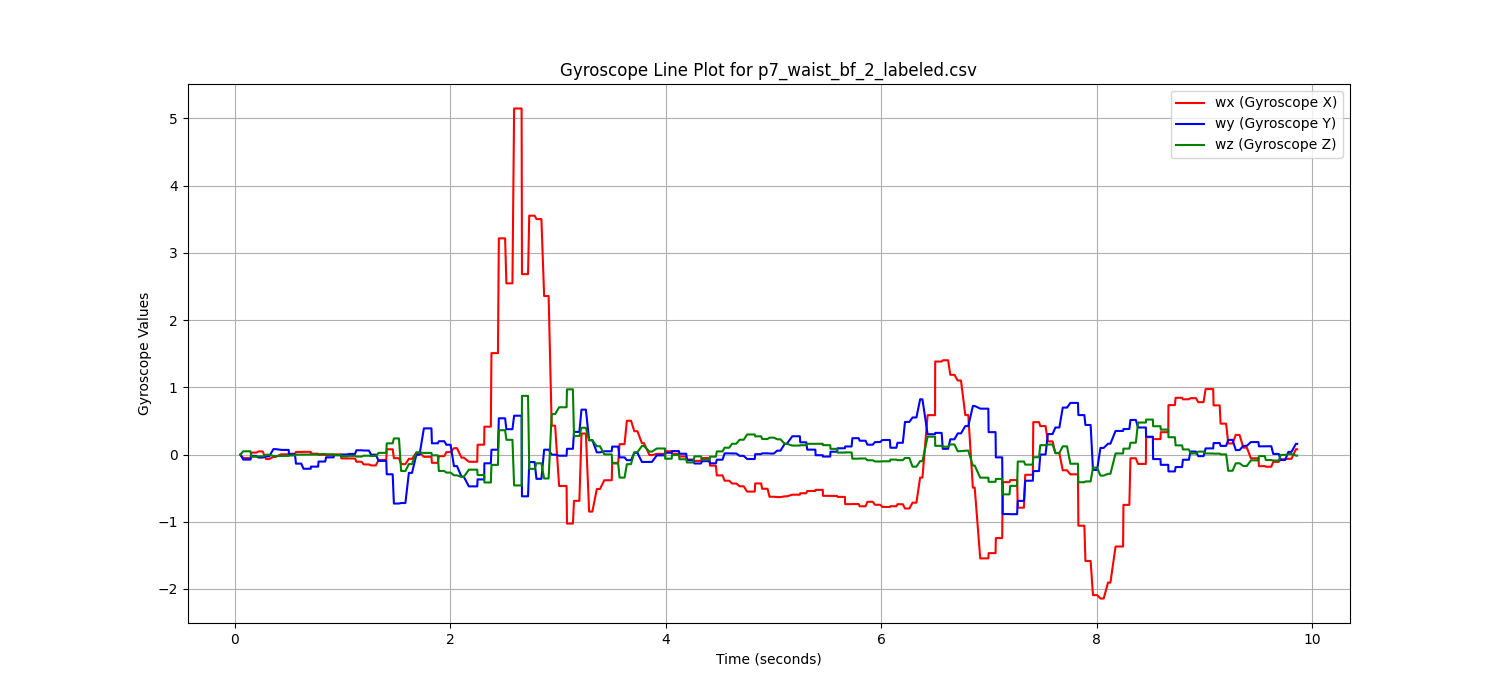 Gyroscope Line Plot for p7_waist_bf_2_labeled.csv
wx (Gyroscope X)
wy (Gyroscope Y)
wz (Gyroscope Z)
Gyroscope Values
5
4
3
2
1
0
−1
−2
0 2 4 6 8 10
Time (seconds)